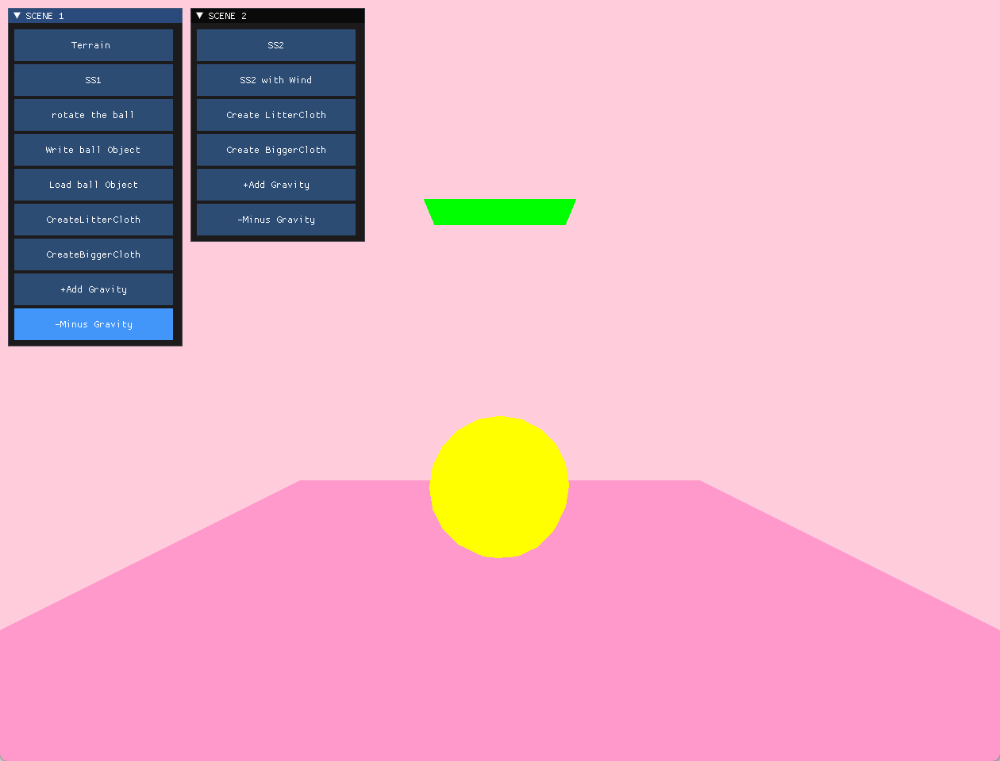 SCENE 1
Terrain
SS1
rotate the ball
Write ball Object
Load ball Object
CreateLitterCloth
CreateBiggerCloth
+Add Gravity
-Minus Gravity
SCENE 2
SS2
SS2 with Wind
Create LitterCloth
Create BiggerCloth
+Add Gravity
-Minus Gravity